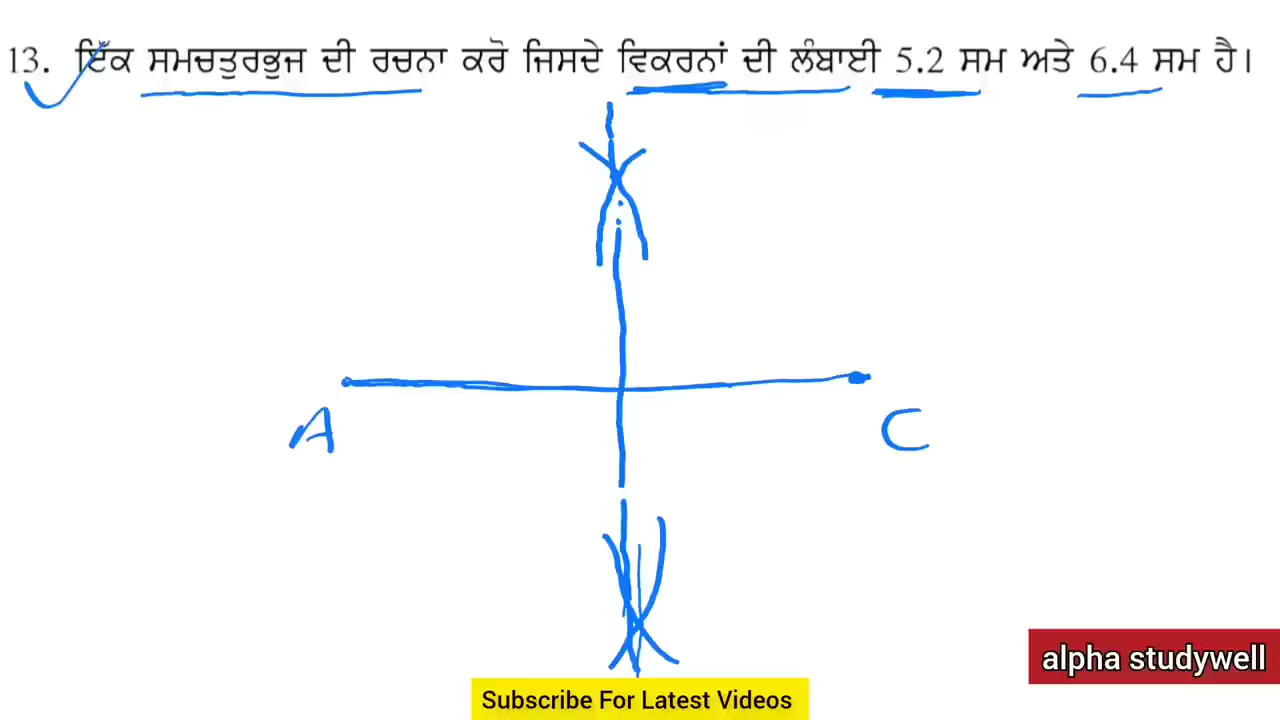 13. ਇੱਕ ਸਮਚਤੁਰਭੁਜ ਦੀ ਰਚਨਾ ਕਰੋ ਜਿਸਦੇ ਵਿਕਰਨਾਂ ਦੀ ਲੰਬਾਈ 5.2 ਸਮ ਅਤੇ 6.4 ਸਮ ਹੈ।
A C
alpha studywell
Subscribe For Latest Videos